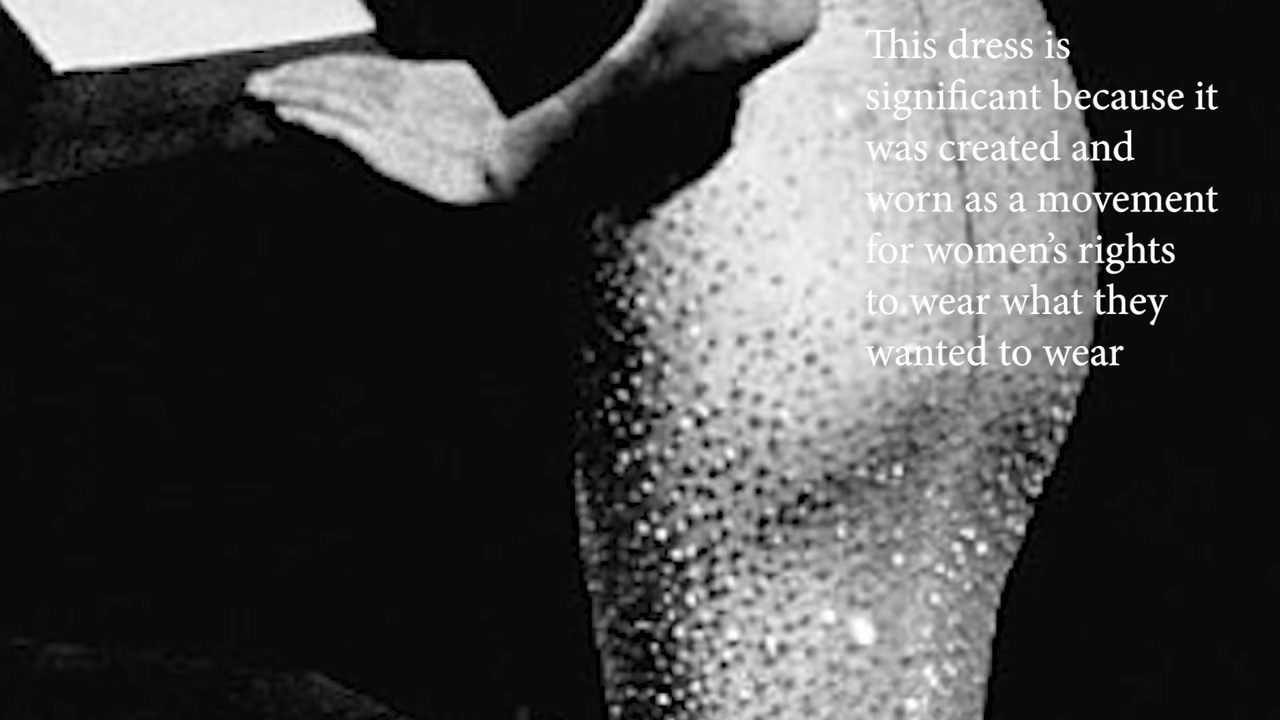 This dress is
significant because it
was created and
worn as a movement
for women’s rights
to wear what they
wanted to wear